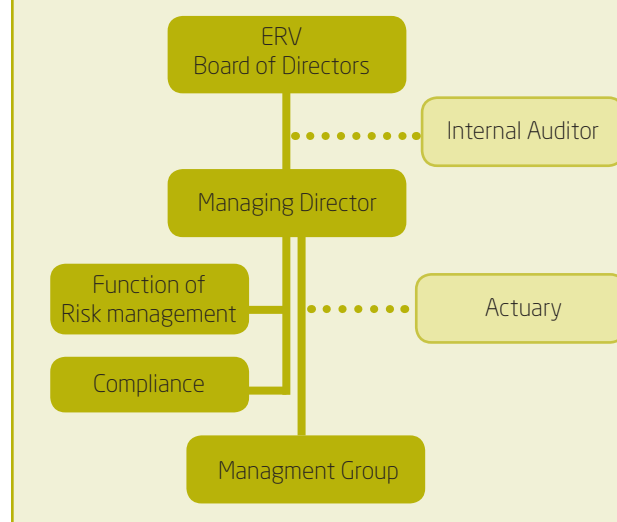 ERV
Board of Directors
Internal Auditor
Managing Director
Function of
Risk management
Actuary
Compliance
Managment Group